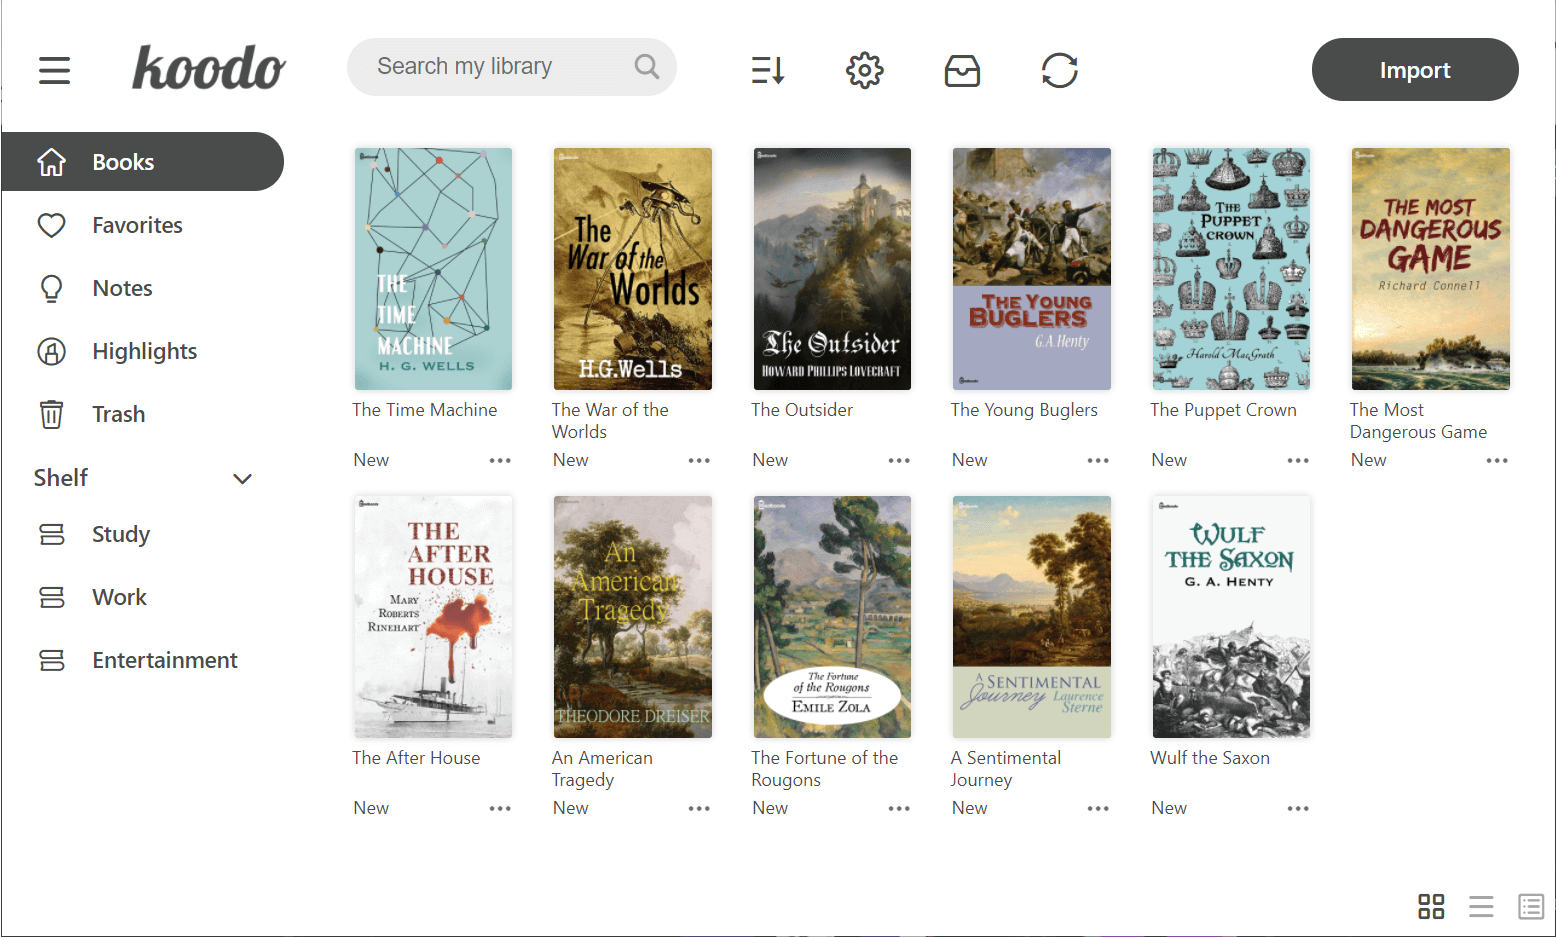 koodo
Search my library
Import
Books
Favorites
Notes
Highlights
Trash
Shelf
Study
Work
Entertainment
THE
TIME
MACHINE
H. G. WELLS
The Time Machine
New
The
War of the
Worlds
H.G.Wells
The War of the
Worlds
New
The Outsider
HOWARD PHILLIPS LOVECRAFT
The Outsider
New
THE YOUNG
BUGLERS
G.A.Henty
The Young Buglers
New
THE
PUPPET
CROWN
Harold MacGrath
The Puppet Crown
New
THE MOST
DANGEROUS
GAME
Richard Connell
The Most
Dangerous Game
New
THE
AFTER
HOUSE
MARY
ROBERTS
RINEHART
The After House
New
An
American
Tragedy
THEODORE DREISER
An American
Tragedy
New
The Fortune
of the Rougons
EMILE ZOLA
The Fortune of the
Rougons
New
A SENTIMENTAL
Journey
Laurence
Sterne
A Sentimental
Journey
New
WULF
THE SAXON
G. A. HENTY
Wulf the Saxon
New